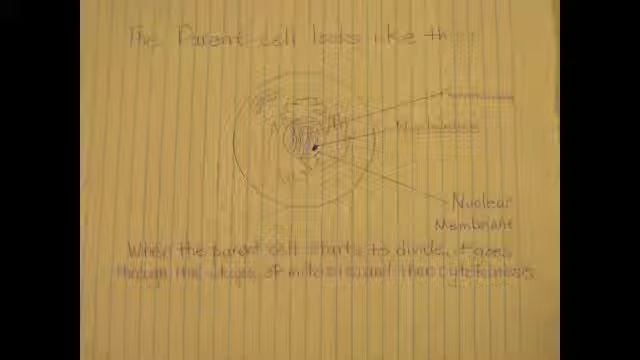 The Parent cell looks like th
Nucleolus
Nuclear
Membrane
When the parent cell starts to divide, it goes
through the stages of mitosis and then cytokinesis